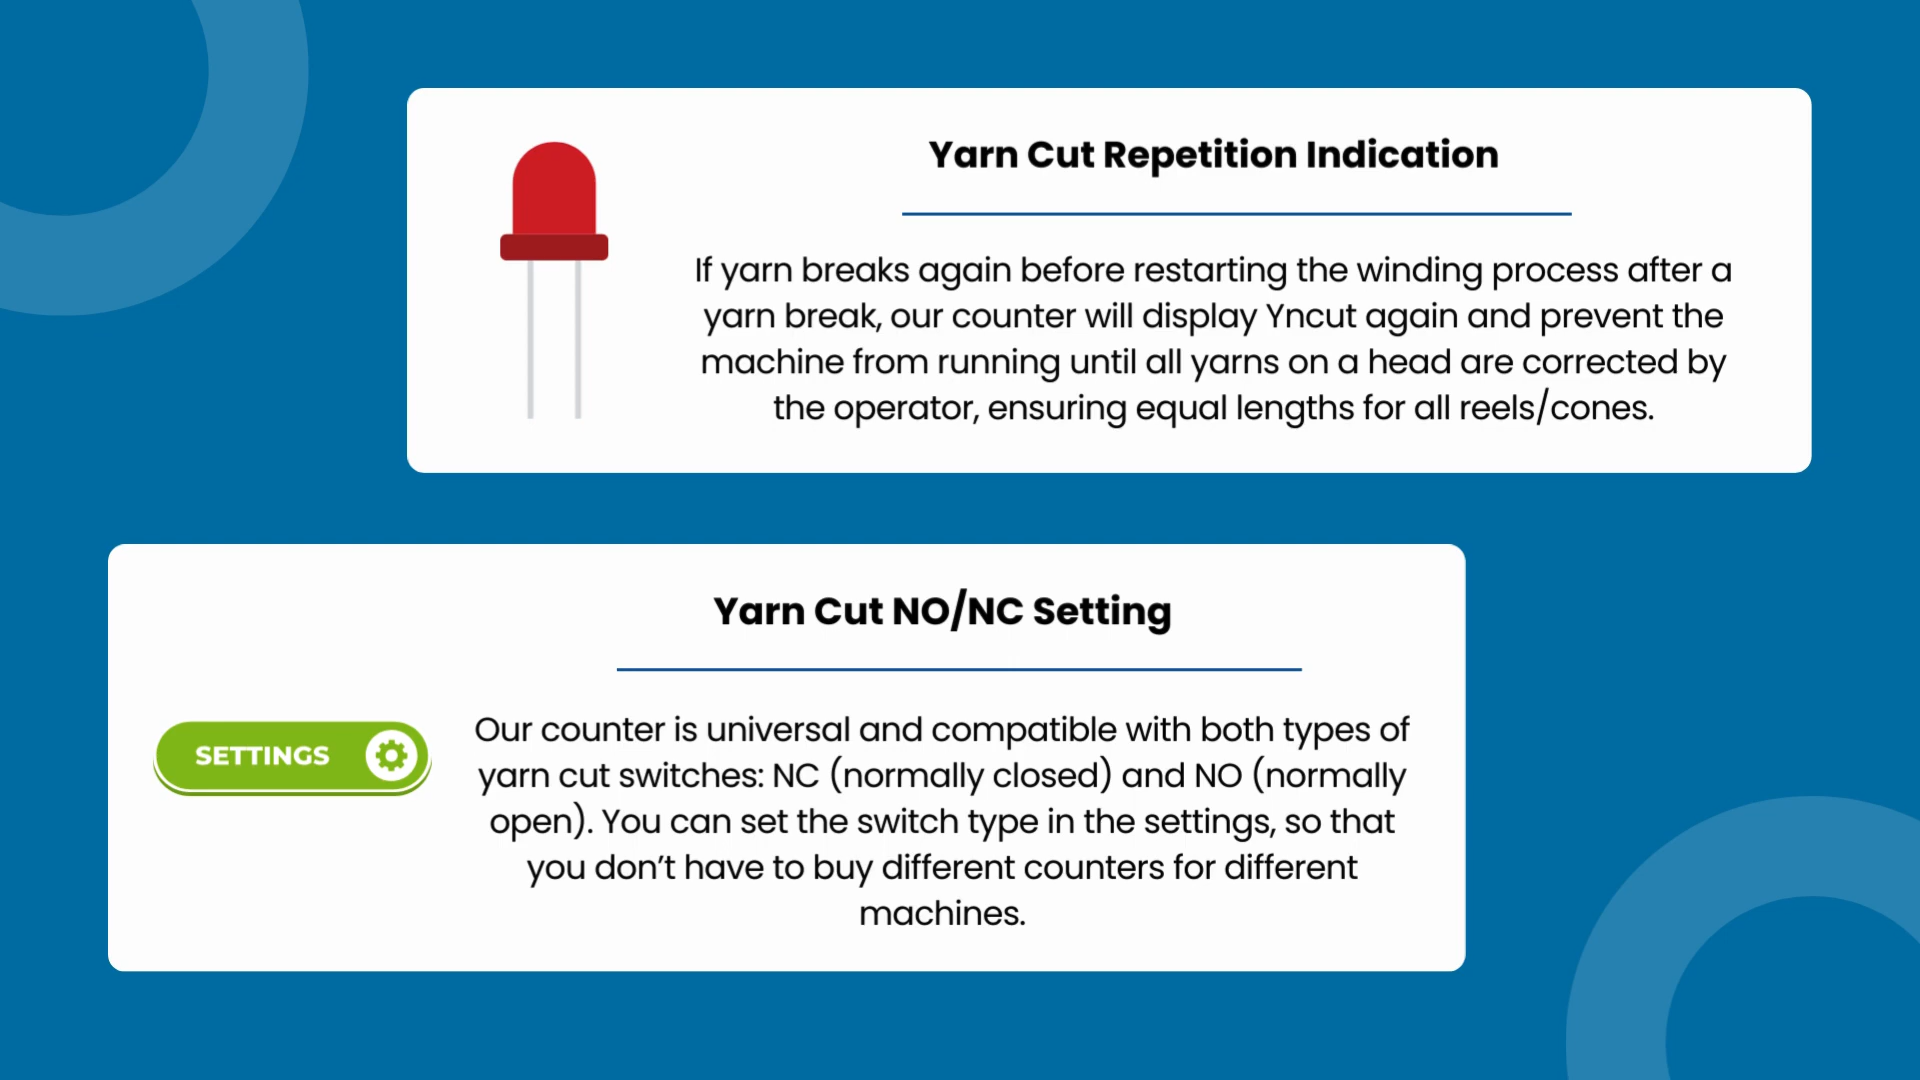 Yarn Cut Repetition Indication
If yarn breaks again before restarting the winding process after a
yarn break, our counter will display Yncut again and prevent the
machine from running until all yarns on a head are corrected by
the operator, ensuring equal lengths for all reels/cones.
Yarn Cut NO/NC Setting
SETTINGS
Our counter is universal and compatible with both types of
yarn cut switches: NC (normally closed) and NO (normally
open). You can set the switch type in the settings, so that
you don’t have to buy different counters for different
machines.